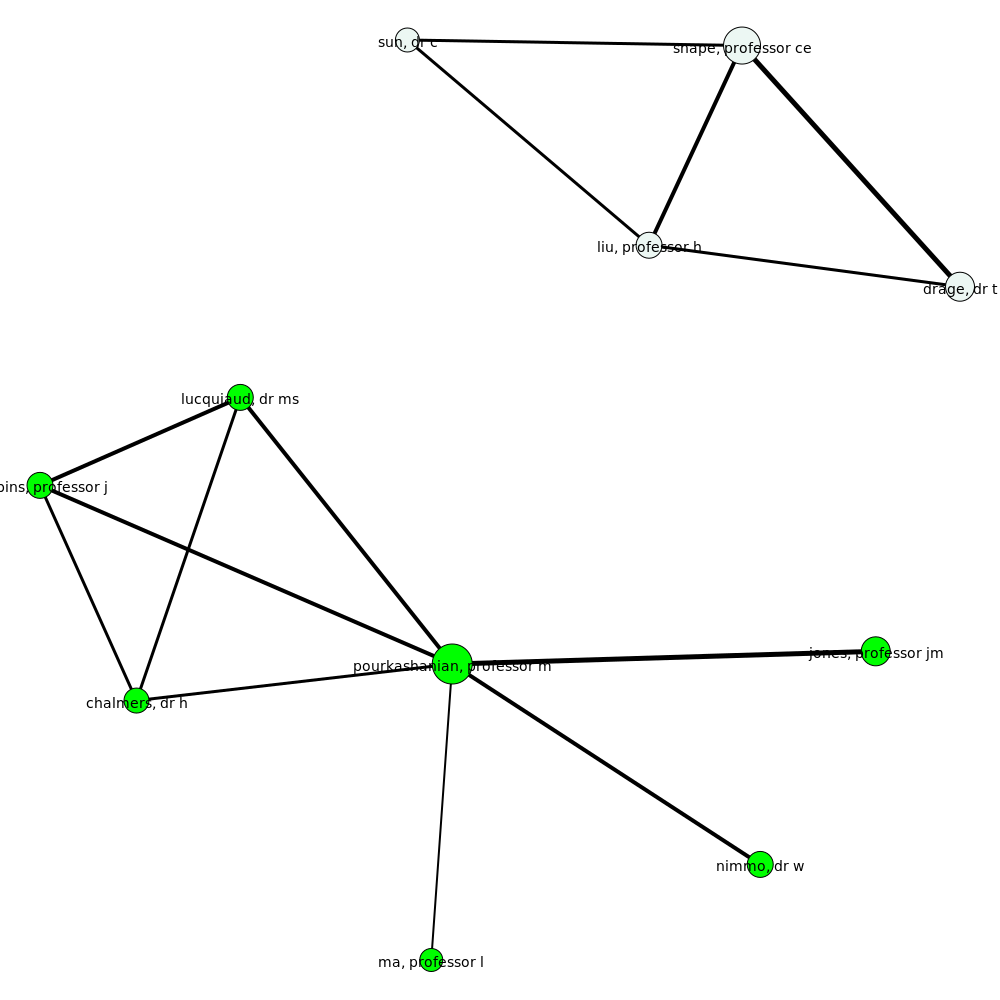 sun, dr c
snape, professor ce
liu, professor h
drage, dr t
lucquiaud, dr ms
professor j
pourkashanian, professor m
jones, professor jm
chalmers, dr h
nimmo, dr w
ma, professor l